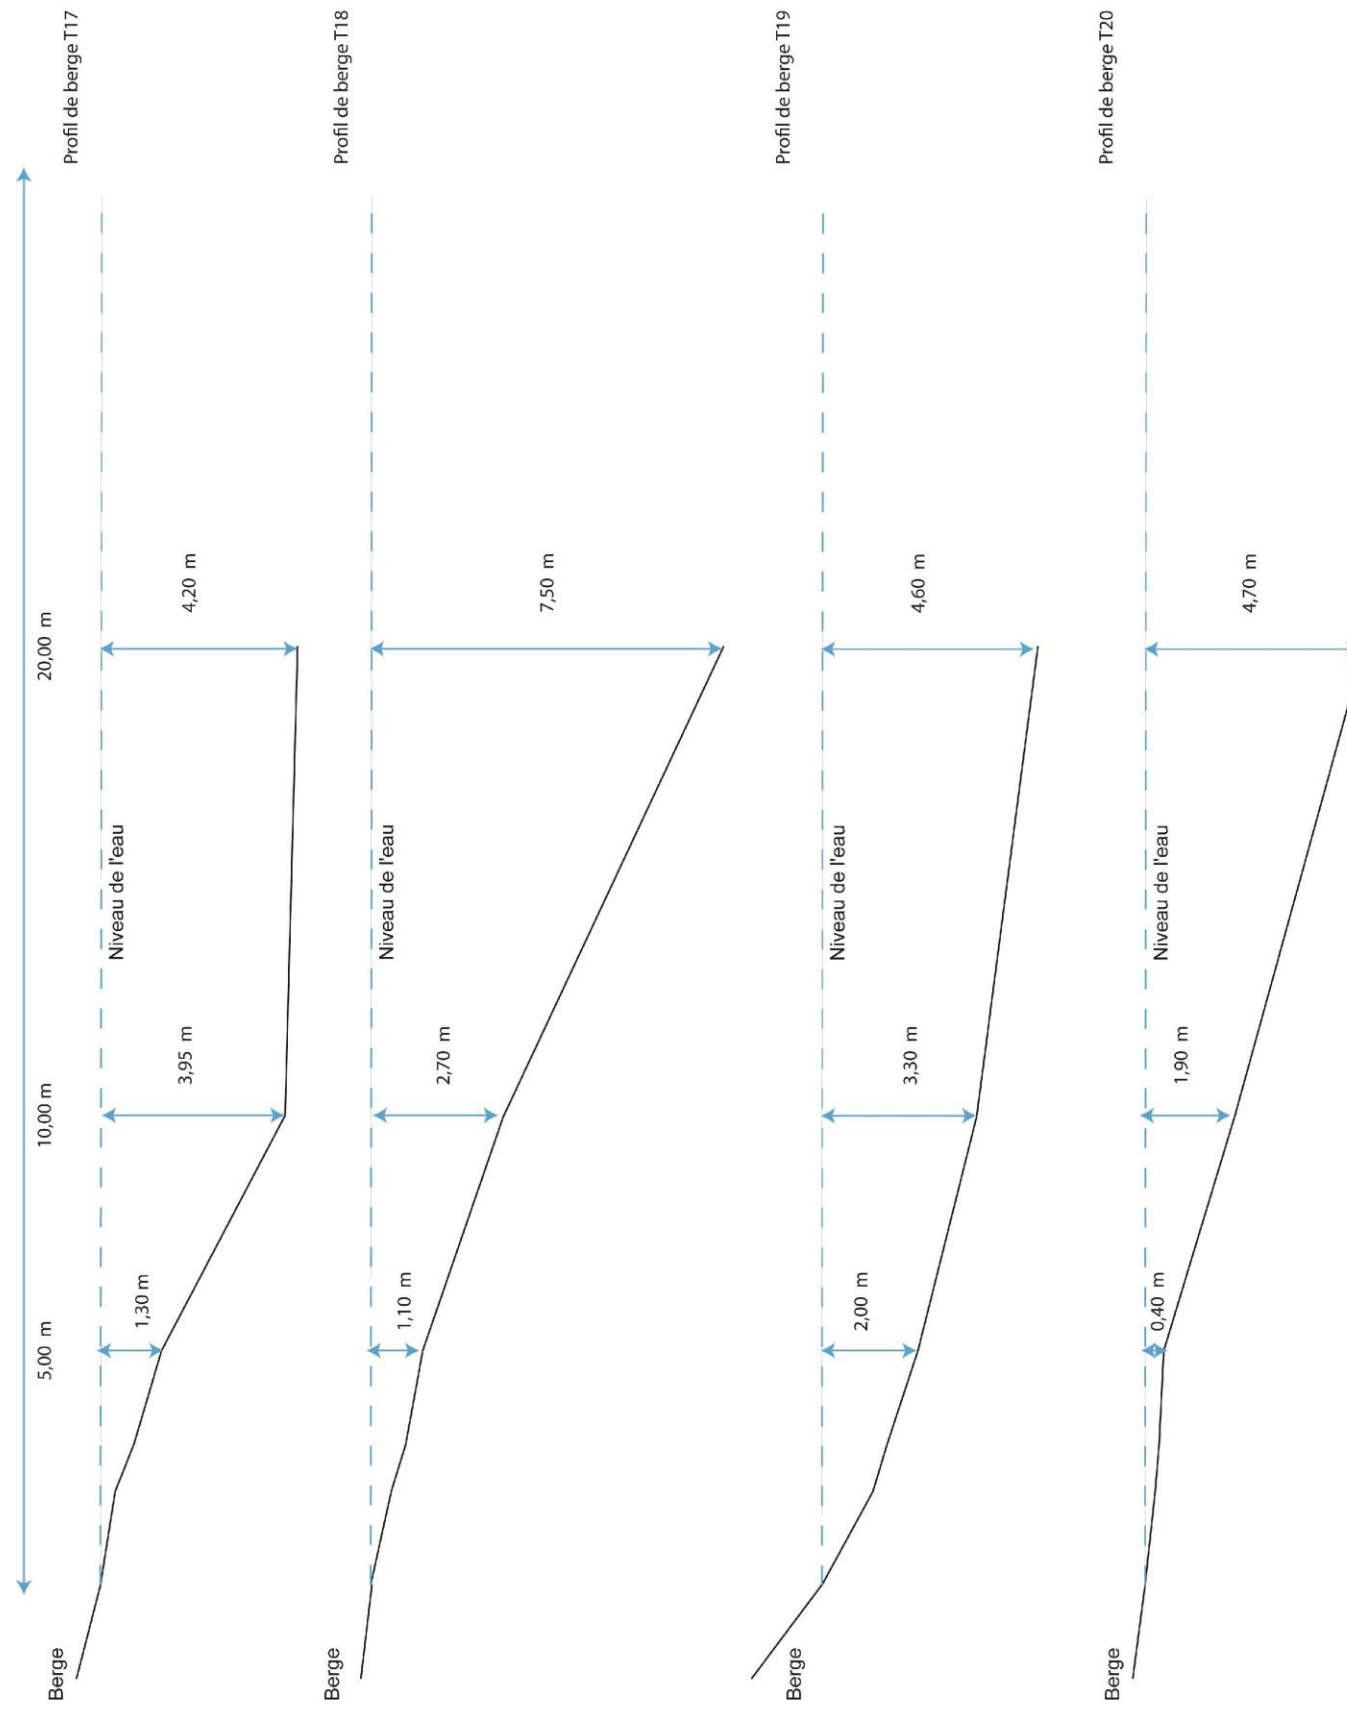 5,00 m
10,00 m
20,00 m
Profil de berge T17
Berge
Niveau de l'eau
1,30 m
3,95 m
4,20 m
Profil de berge T18
Berge
Niveau de l'eau
1,10 m
2,70 m
7,50 m
Profil de berge T19
Berge
Niveau de l'eau
2,00 m
3,30 m
4,60 m
Profil de berge T20
Berge
Niveau de l'eau
0,40 m
1,90 m
4,70 m